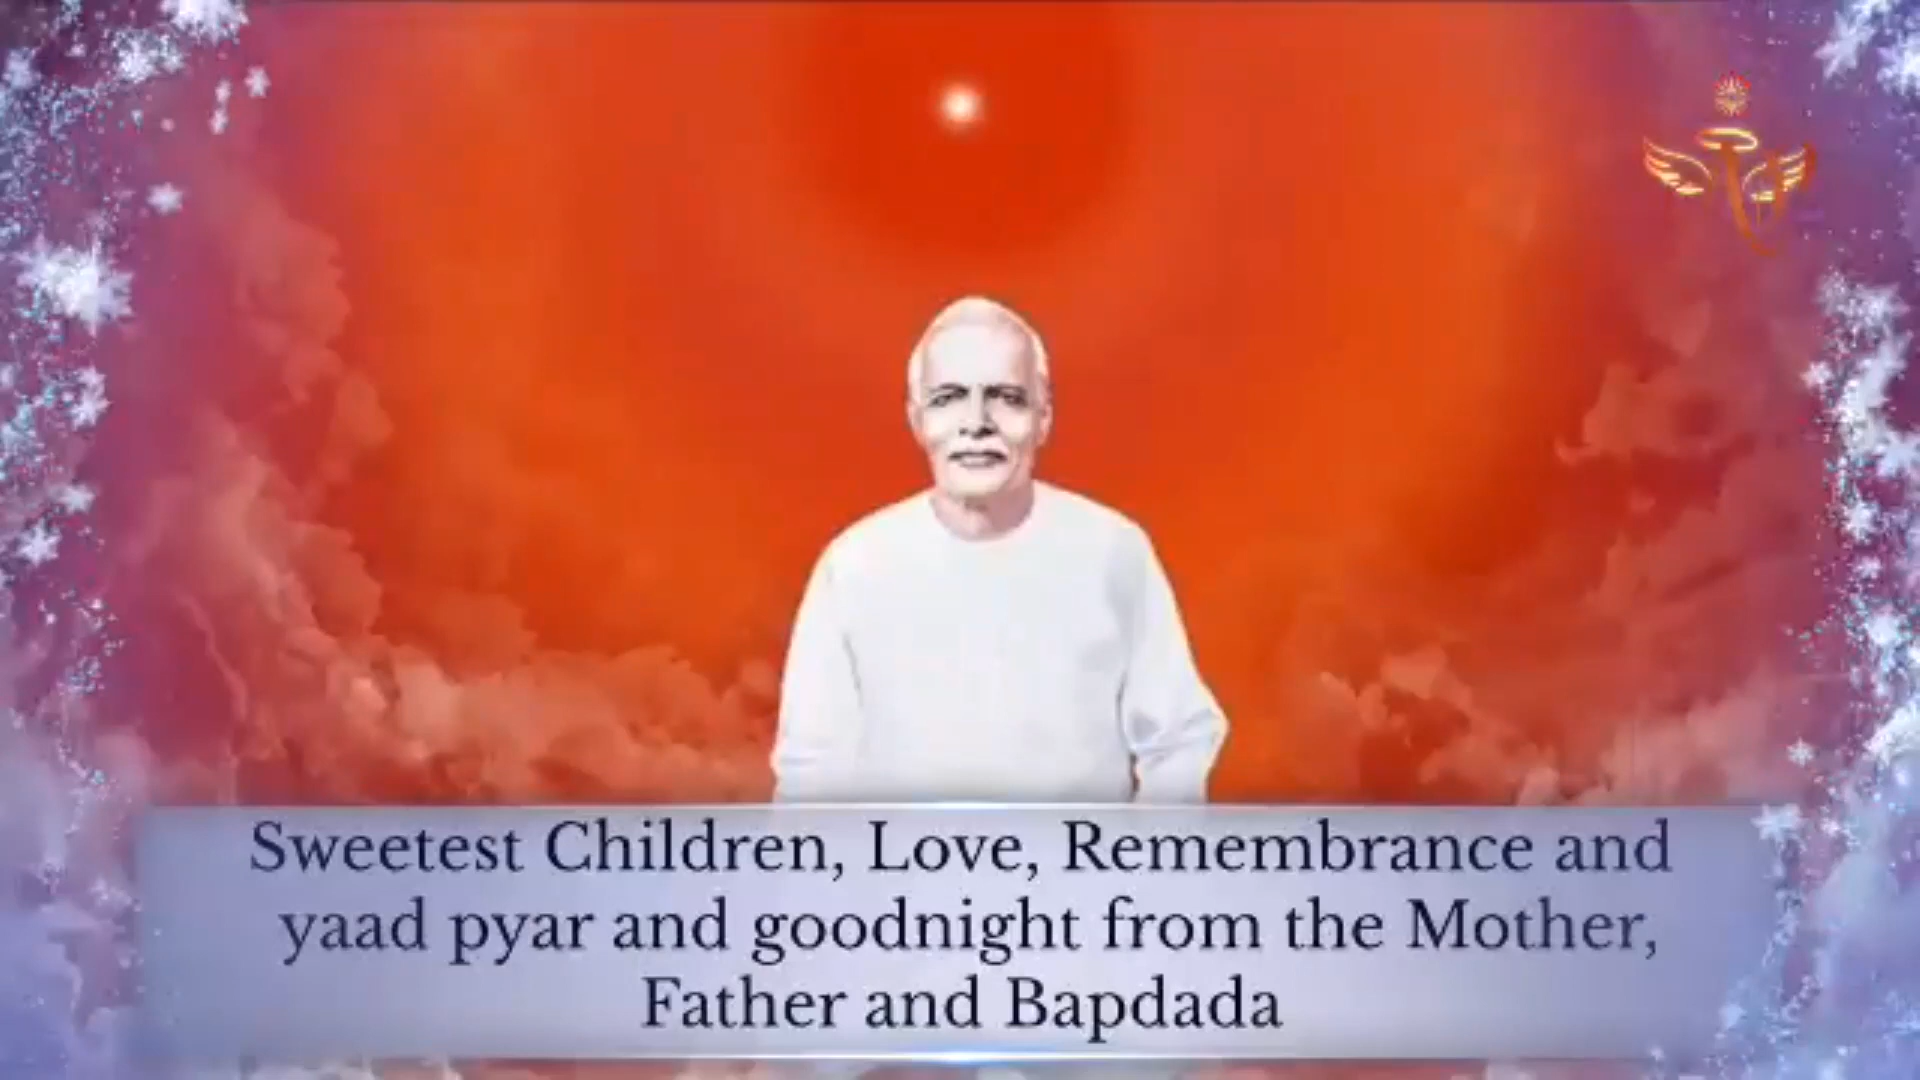 Sweetest Children, Love, Remembrance and
yaad pyar and goodnight from the Mother,
Father and Bapdada